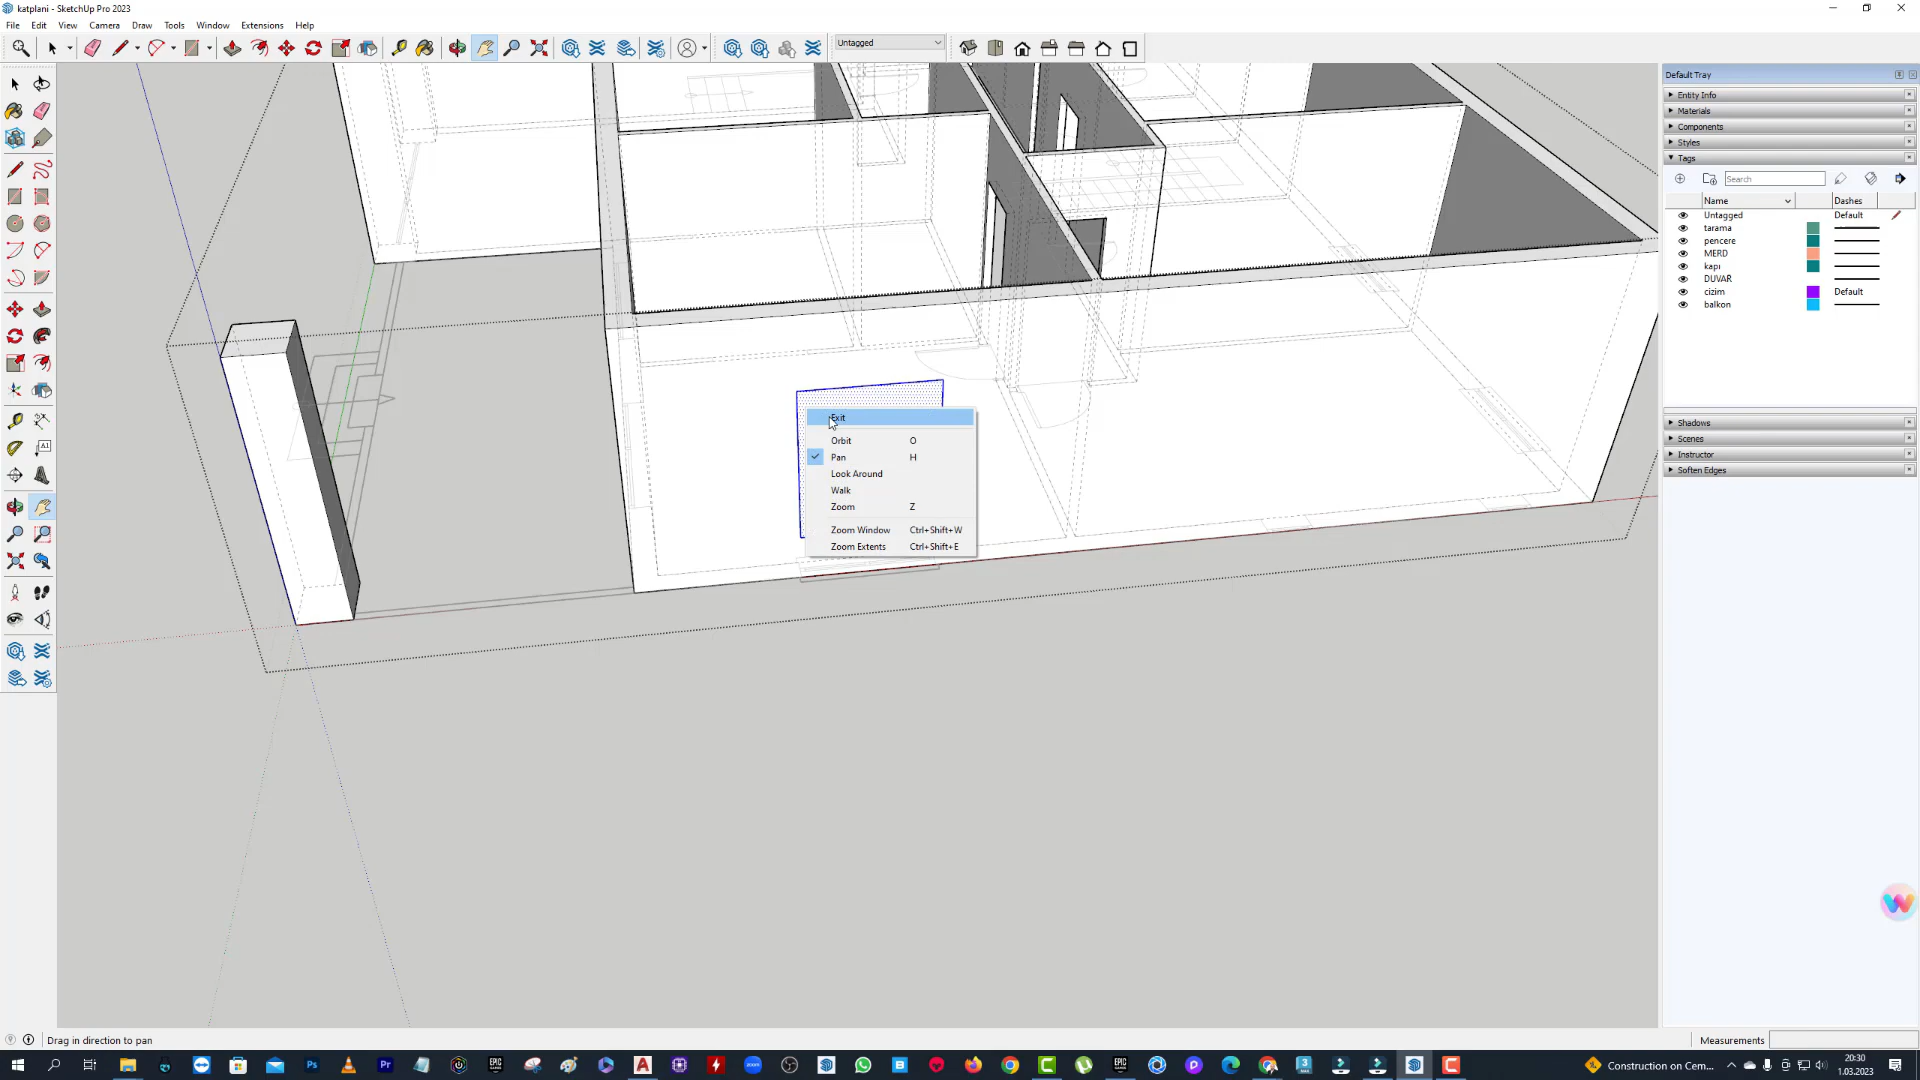 katplani - SketchUp Pro 2023
File Edit View Camera Draw Tools Window Extensions Help
Untagged
Default Tray
Entity Info
Materials
Components
Styles
Tags
Search
Name Dashes
Untagged Default
tarama
pencere
MERD
kapı
DUVAR
cizim Default
balkon
Shadows
Scenes
Instructor
Soften Edges
Exit
Orbit O
Pan H
Look Around
Walk
Zoom Z
Zoom Window Ctrl+Shift+W
Zoom Extents Ctrl+Shift+E
A1
Drag in direction to pan
Measurements
Construction on Cem...
20:30
1.03.2023